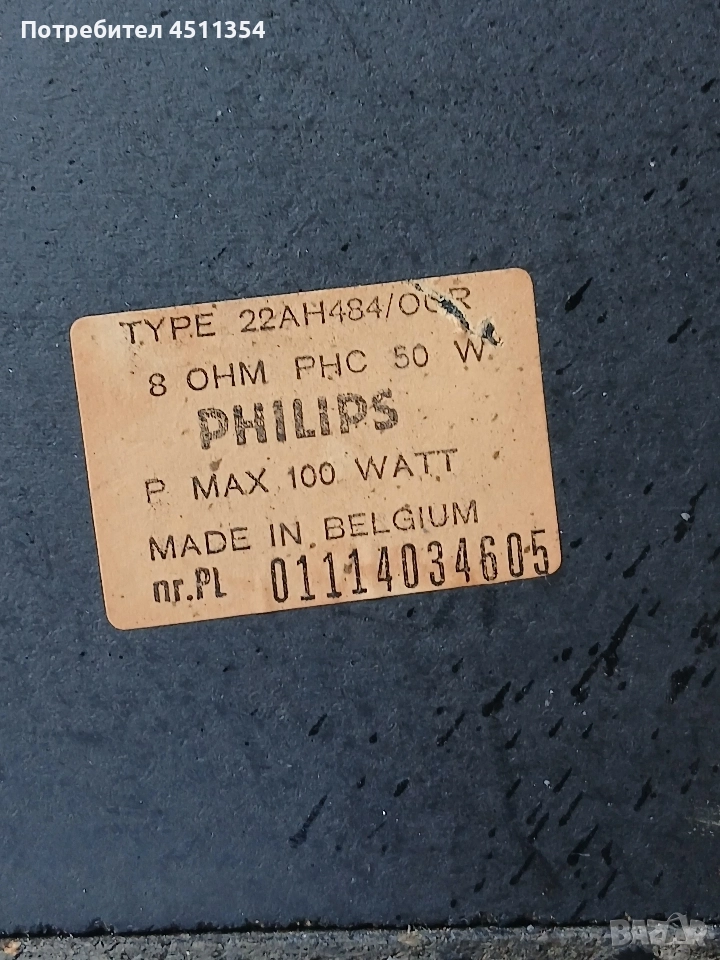 Потребител 4511354
TYPE 22AH484/00R
8 OHM PHC 50 W.
PHILIPS
P MAX 100 WATT
MADE IN BELGIUM
nr.PL 01114034605
BAZAR